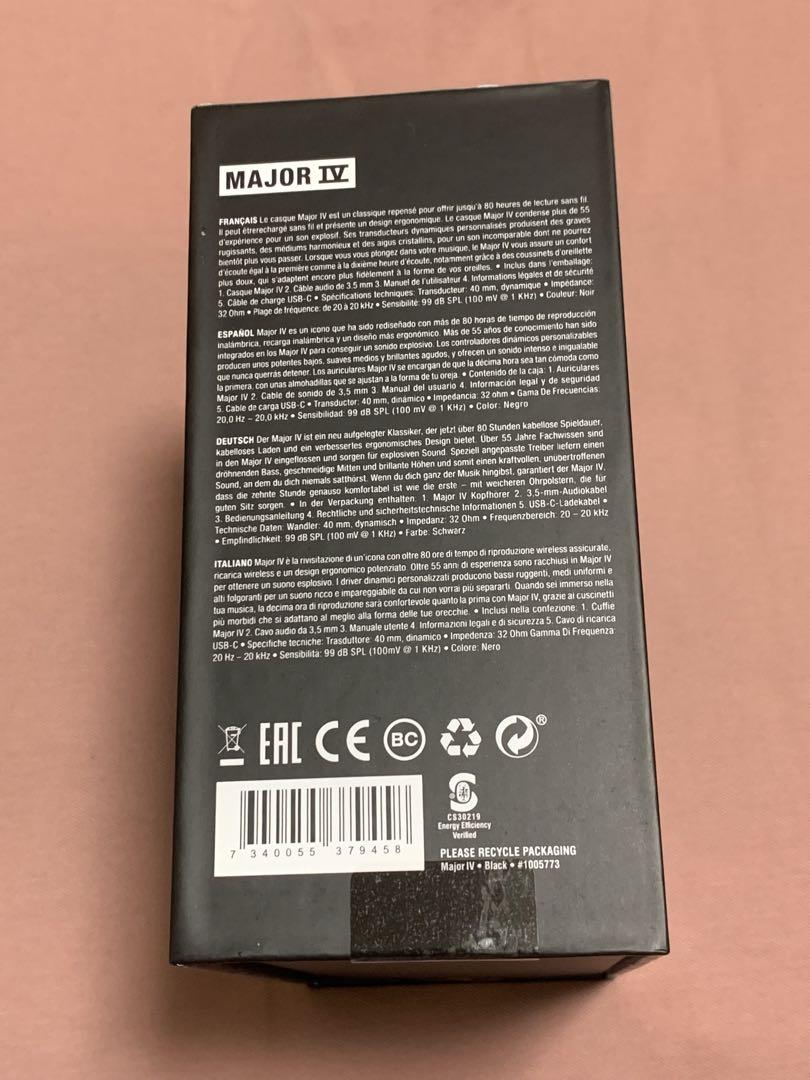 MAJOR IV
FRANÇAIS Le casque Major IV est un classique repensé pour offrir jusqu'à 80 heures de lecture sans fil.
Il peut êtrerechargé sans fil et présente un design ergonomique. Le casque Major IV condense plus de 55
d'expérience pour un son explosif. Ses transducteurs dynamiques personnalisés produisent des graves
rugissants, des médiums harmonieux et des aigus cristallins, pour un son incomparable dont ne pourrez
bientôt plus vous passer. Lorsque vous vous plongez dans votre musique, le Major IV vous assure un confort
d'écoute égal à la première comme à la dixième heure d'écoute, notamment grâce à des coussinets d'oreillette
plus doux, qui s'adaptent encore plus fidèlement à la forme de vos oreilles. • Inclus dans l'emballage:
1. Casque Major IV 2. Câble audio de 3.5 mm 3. Manuel de l'utilisateur 4. Informations légales et de sécurité
5. Câble de charge USB-C • Spécifications techniques: Transducteur: 40 mm, dynamique • Impédance:
32 Ohm • Plage de fréquence: de 20 à 20 kHz • Sensibilité: 99 dB SPL (100 mV @ 1 KHz) • Couleur: Noir
ESPAÑOL Major IV es un icono que ha sido rediseñado con más de 80 horas de tiempo de reproducción
inalámbrica, recarga inalámbrica y un diseño más ergonómico. Más de 55 años de conocimiento han sido
integrados en los Major IV para conseguir un sonido explosivo. Los controladores dinámicos personalizables
producen unos potentes bajos, suaves medios y brillantes agudos, y ofrecen un sonido intenso e inigualable
que nunca querrás detener. Los auriculares Major IV se encargan de que la décima hora sea tan cómoda como
la primera, con unas almohadillas que se ajustan a la forma de tu oreja. • Contenido de la caja: 1. Auriculares
Major IV 2. Cable de sonido de 3,5 mm 3. Manual del usuario 4. Información legal y de seguridad
5. Cable de carga USB-C • Transductor: 40 mm, dinámico • Impedancia: 32 ohm • Gama De Frecuencias:
20,0 Hz – 20,0 kHz • Sensibilidad: 99 dB SPL (100 mV @ 1 KHz) • Color: Negro
DEUTSCH Der Major IV ist ein neu aufgelegter Klassiker, der jetzt über 80 Stunden kabellose Spieldauer,
kabelloses Laden und ein verbessertes ergonomisches Design bietet. Über 55 Jahre Fachwissen sind
in den Major IV eingeflossen und sorgen für explosiven Sound. Speziell angepasste Treiber liefern einen
dröhnenden Bass, geschmeidige Mitten und brillante Höhen und somit einen kraftvollen, unübertroffenen
Sound, an dem du dich niemals satthörst. Wenn du dich ganz der Musik hingibst, garantiert der Major IV,
dass die zehnte Stunde genauso komfortabel ist wie die erste – mit weicheren Ohrpolstern, die für
guten Sitz sorgen. • In der Verpackung enthalten: 1. Major IV Kopfhörer 2. 3,5-mm-Audiokabel
3. Bedienungsanleitung 4. Rechtliche und sicherheitstechnische Informationen 5. USB-C-Ladekabel •
Technische Daten: Wandler: 40 mm, dynamisch • Impedanz: 32 Ohm • Frequenzbereich: 20 – 20 kHz
• Empfindlichkeit: 99 dB SPL (100 mV @ 1 KHz) • Farbe: Schwarz
ITALIANO Major IV è la rivisitazione di un'icona con oltre 80 ore di tempo di riproduzione wireless assicurate,
ricarica wireless e un design ergonomico potenziato. Oltre 55 anni di esperienza sono racchiusi in Major IV
per ottenere un suono esplosivo. I driver dinamici personalizzati producono bassi ruggenti, medi uniformi e
alti folgoranti per un suono ricco e impareggiabile da cui non vorrai più separarti. Quando sei immerso nella
tua musica, la decima ora di riproduzione sarà confortevole quanto la prima con Major IV, grazie ai cuscinetti
più morbidi che si adattano al meglio alla forma delle tue orecchie. • Inclusi nella confezione: 1. Cuffie
Major IV 2. Cavo audio da 3,5 mm 3. Manuale utente 4. Informazioni legali e di sicurezza 5. Cavo di ricarica
USB-C • Specifiche tecniche: Trasduttore: 40 mm, dinamico • Impedenza: 32 Ohm Gamma Di Frequenza
20 Hz – 20 kHz • Sensibilità: 99 dB SPL (100mV @ 1 KHz) • Colore: Nero
EAC CE BC ®
CS30219
Energy Efficiency
Verified
7 340055 379458
PLEASE RECYCLE PACKAGING
Major IV • Black • #1005773